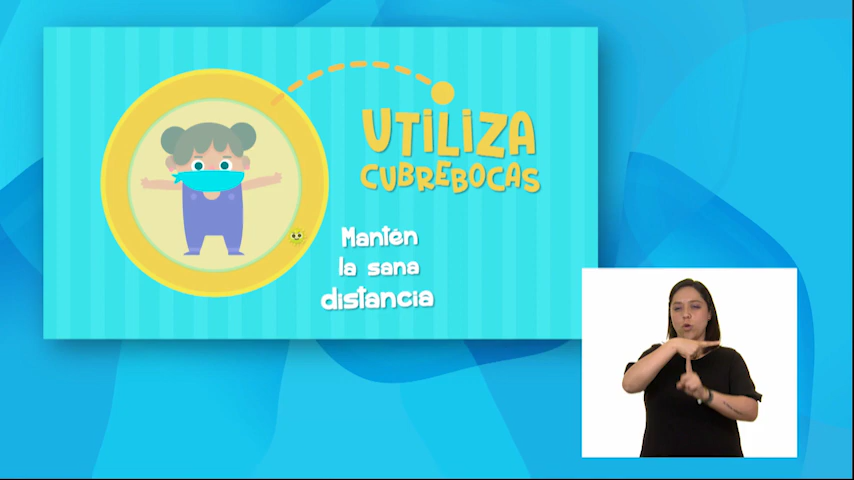 UTILIZA
CUBREBOCAS
Mantén
la sana
distancia